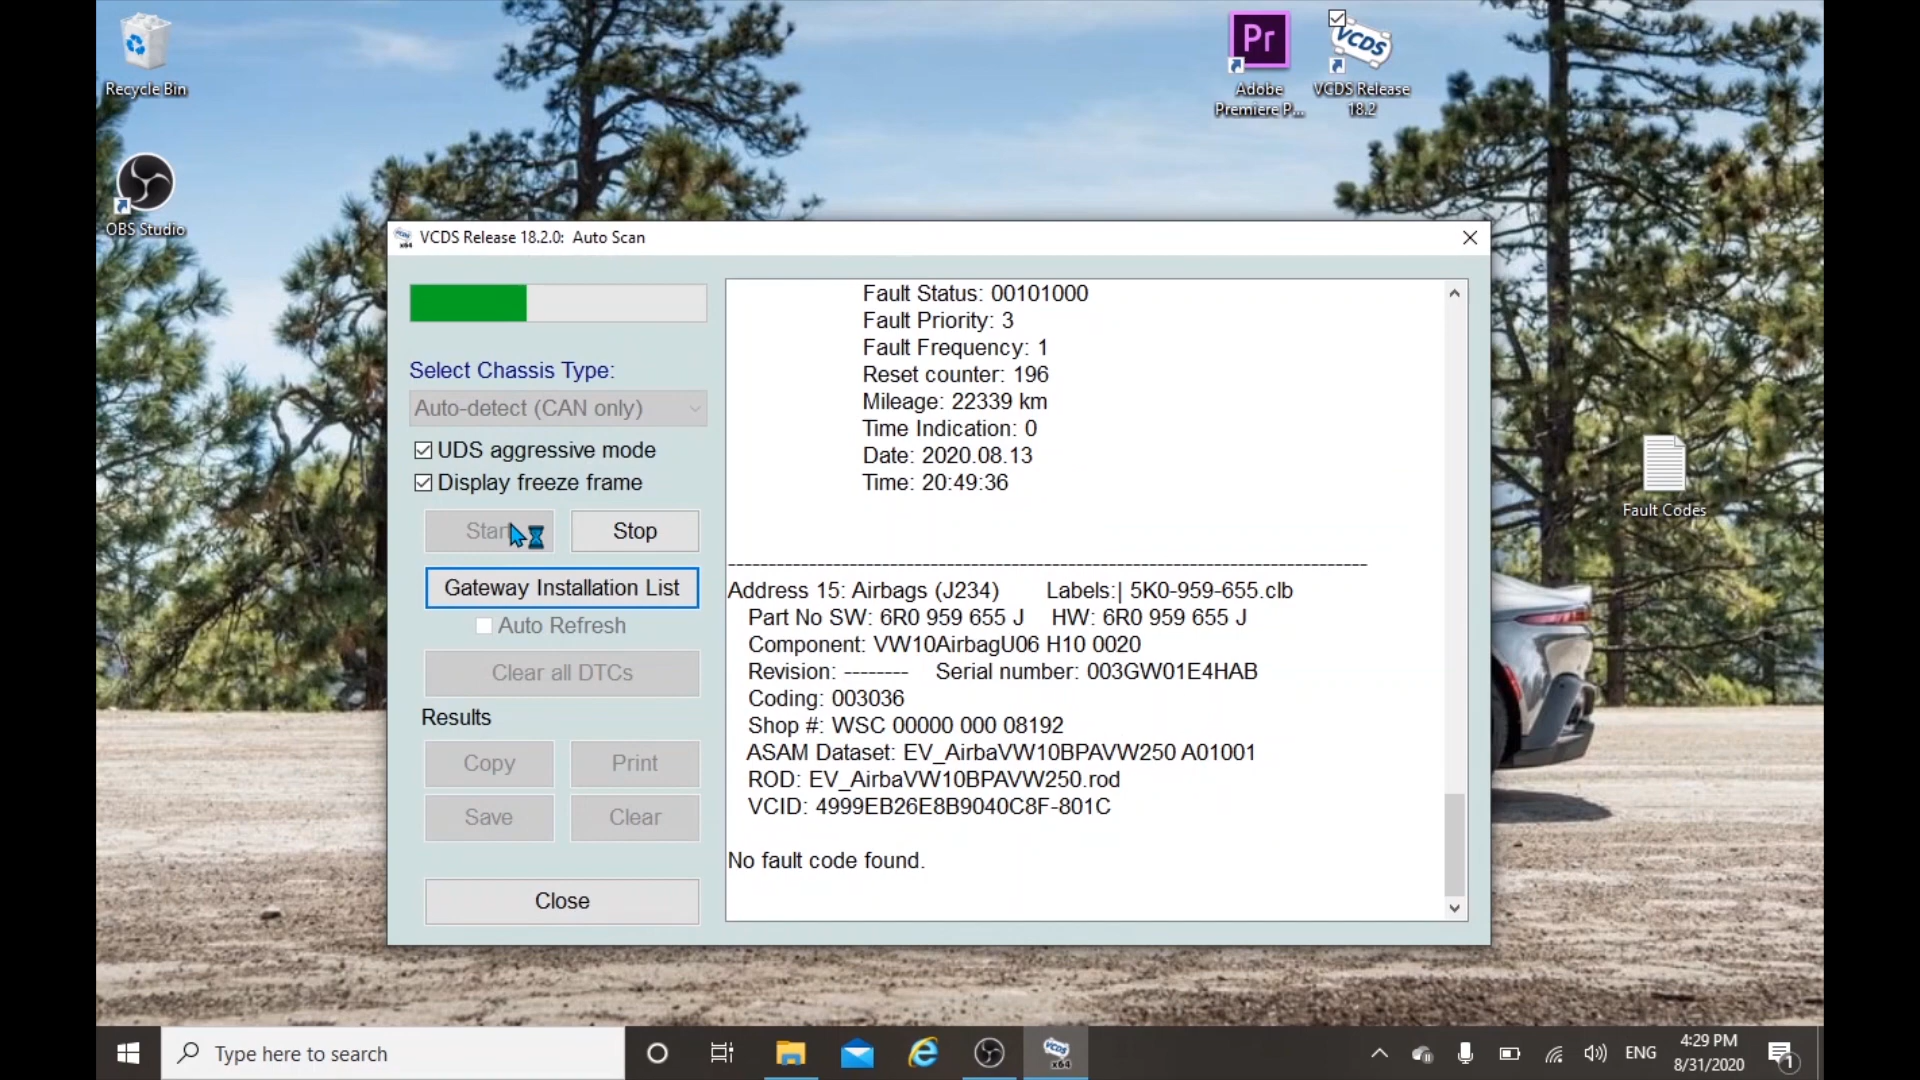 Recycle Bin
OBS Studio
Pr
Adobe
Premiere P...
VCDS
VCDS Release
18.2
Fault Codes
VCDS Release 18.2.0:  Auto Scan
Select Chassis Type:
Auto-detect (CAN only)
UDS aggressive mode
Display freeze frame
Start
Stop
Gateway Installation List
Auto Refresh
Clear all DTCs
Results
Copy
Print
Save
Clear
Close
Fault Status: 00101000
Fault Priority: 3
Fault Frequency: 1
Reset counter: 196
Mileage: 22339 km
Time Indication: 0
Date: 2020.08.13
Time: 20:49:36
-------------------------------------------------------------------------------
Address 15: Airbags (J234)       Labels:| 5K0-959-655.clb
Part No SW: 6R0 959 655 J    HW: 6R0 959 655 J
Component: VW10AirbagU06 H10 0020
Revision: --------    Serial number: 003GW01E4HAB
Coding: 003036
Shop #: WSC 00000 000 08192
ASAM Dataset: EV_AirbaVW10BPAVW250 A01001
ROD: EV_AirbaVW10BPAVW250.rod
VCID: 4999EB26E8B9040C8F-801C
No fault code found.
Type here to search
VCDS
x64
ENG
4:29 PM
8/31/2020
1